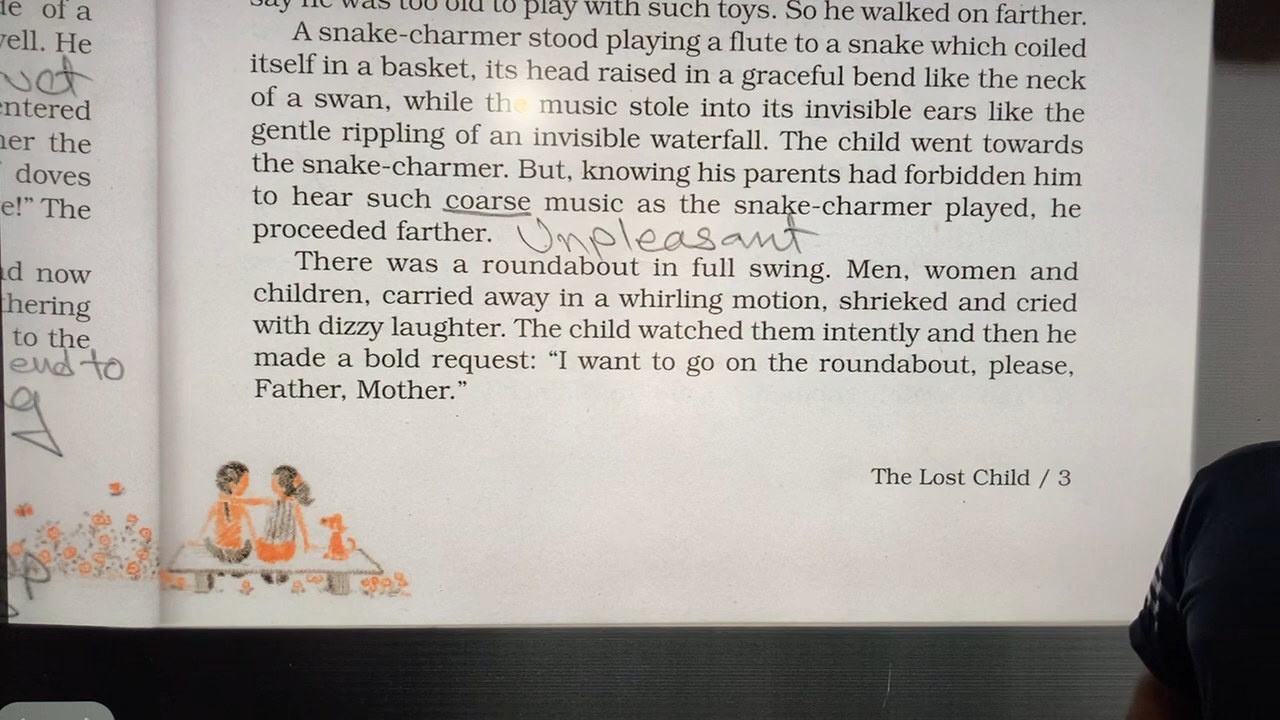 le of a
well. He
not
entered
her the
doves
e!" The
nd now
thering
to the
end to
g
say he was too old to play with such toys. So he walked on farther.
A snake-charmer stood playing a flute to a snake which coiled
itself in a basket, its head raised in a graceful bend like the neck
of a swan, while the music stole into its invisible ears like the
gentle rippling of an invisible waterfall. The child went towards
the snake-charmer. But, knowing his parents had forbidden him
to hear such coarse music as the snake-charmer played, he
proceeded farther. Unpleasant
There was a roundabout in full swing. Men, women and
children, carried away in a whirling motion, shrieked and cried
with dizzy laughter. The child watched them intently and then he
made a bold request: “I want to go on the roundabout, please,
Father, Mother.”
The Lost Child / 3